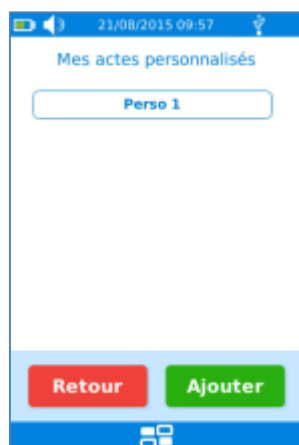 21/08/2015 09:57
Mes actes personnalisés
Perso 1
Retour
Ajouter